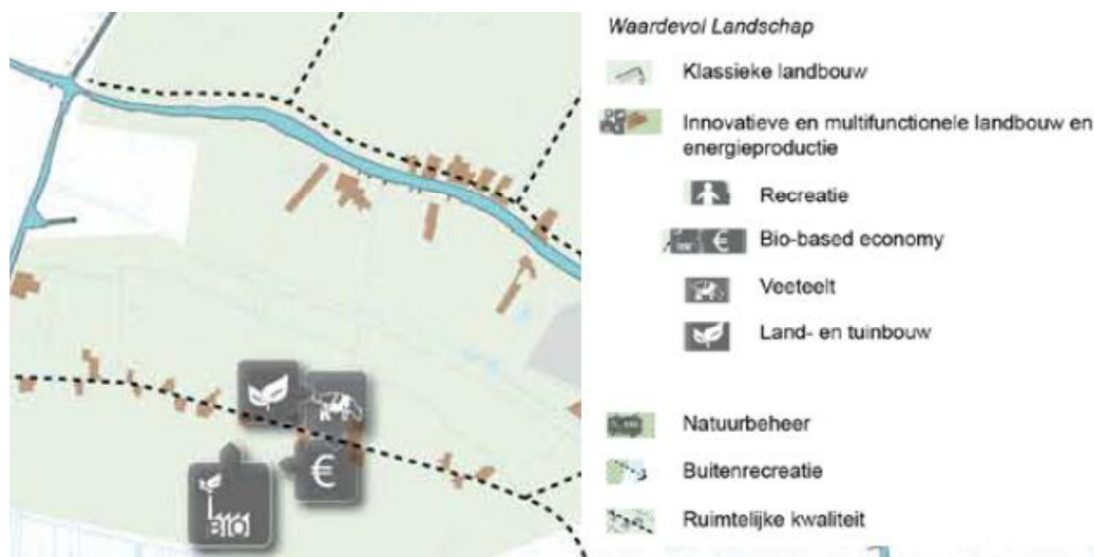 Waardevol Landschap
Klassieke landbouw
Innovatieve en multifunctionele landbouw en
energieproductie
Recreatie
€
Bio-based economy
Veeteelt
Land- en tuinbouw
€
BIO
Natuurbeheer
Buitenrecreatie
Ruimtelijke kwaliteit